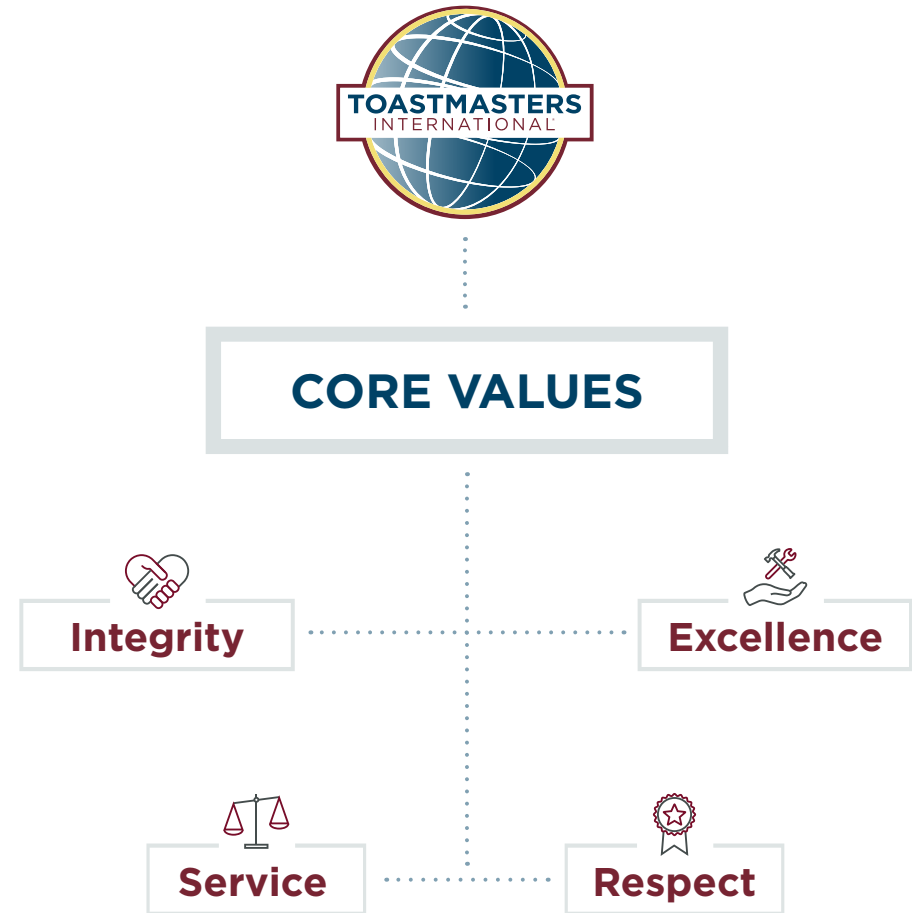 TOASTMASTERS
INTERNATIONAL
CORE VALUES
Integrity
Excellence
Service
Respect